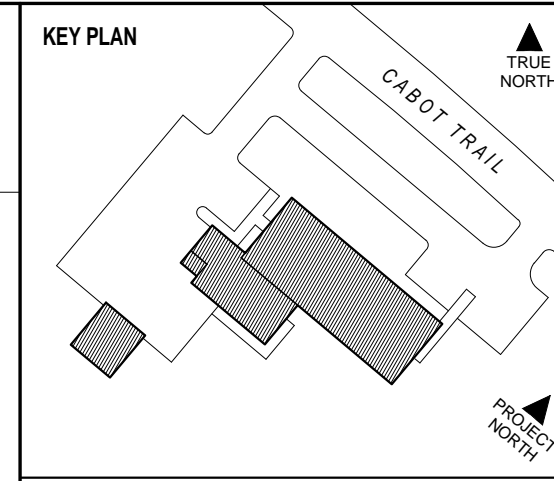 KEY PLAN
TRUE
NORTH
CABOT TRAIL
PROJECT
NORTH